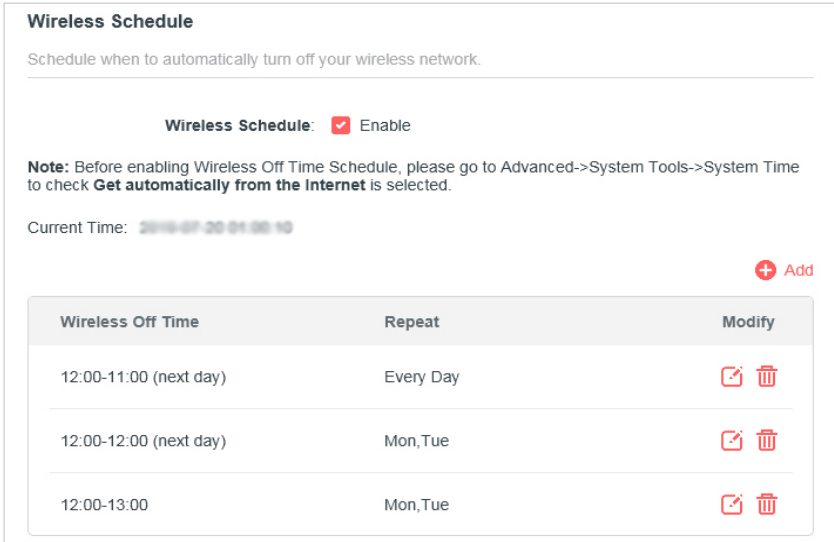 Wireless Schedule
Schedule when to automatically turn off your wireless network.
Wireless Schedule: Enable
Note: Before enabling Wireless Off Time Schedule, please go to Advanced->System Tools->System Time
to check Get automatically from the Internet is selected.
Current Time:
Add
Wireless Off Time Repeat Modify
12:00-11:00 (next day) Every Day
12:00-12:00 (next day) Mon,Tue
12:00-13:00 Mon,Tue